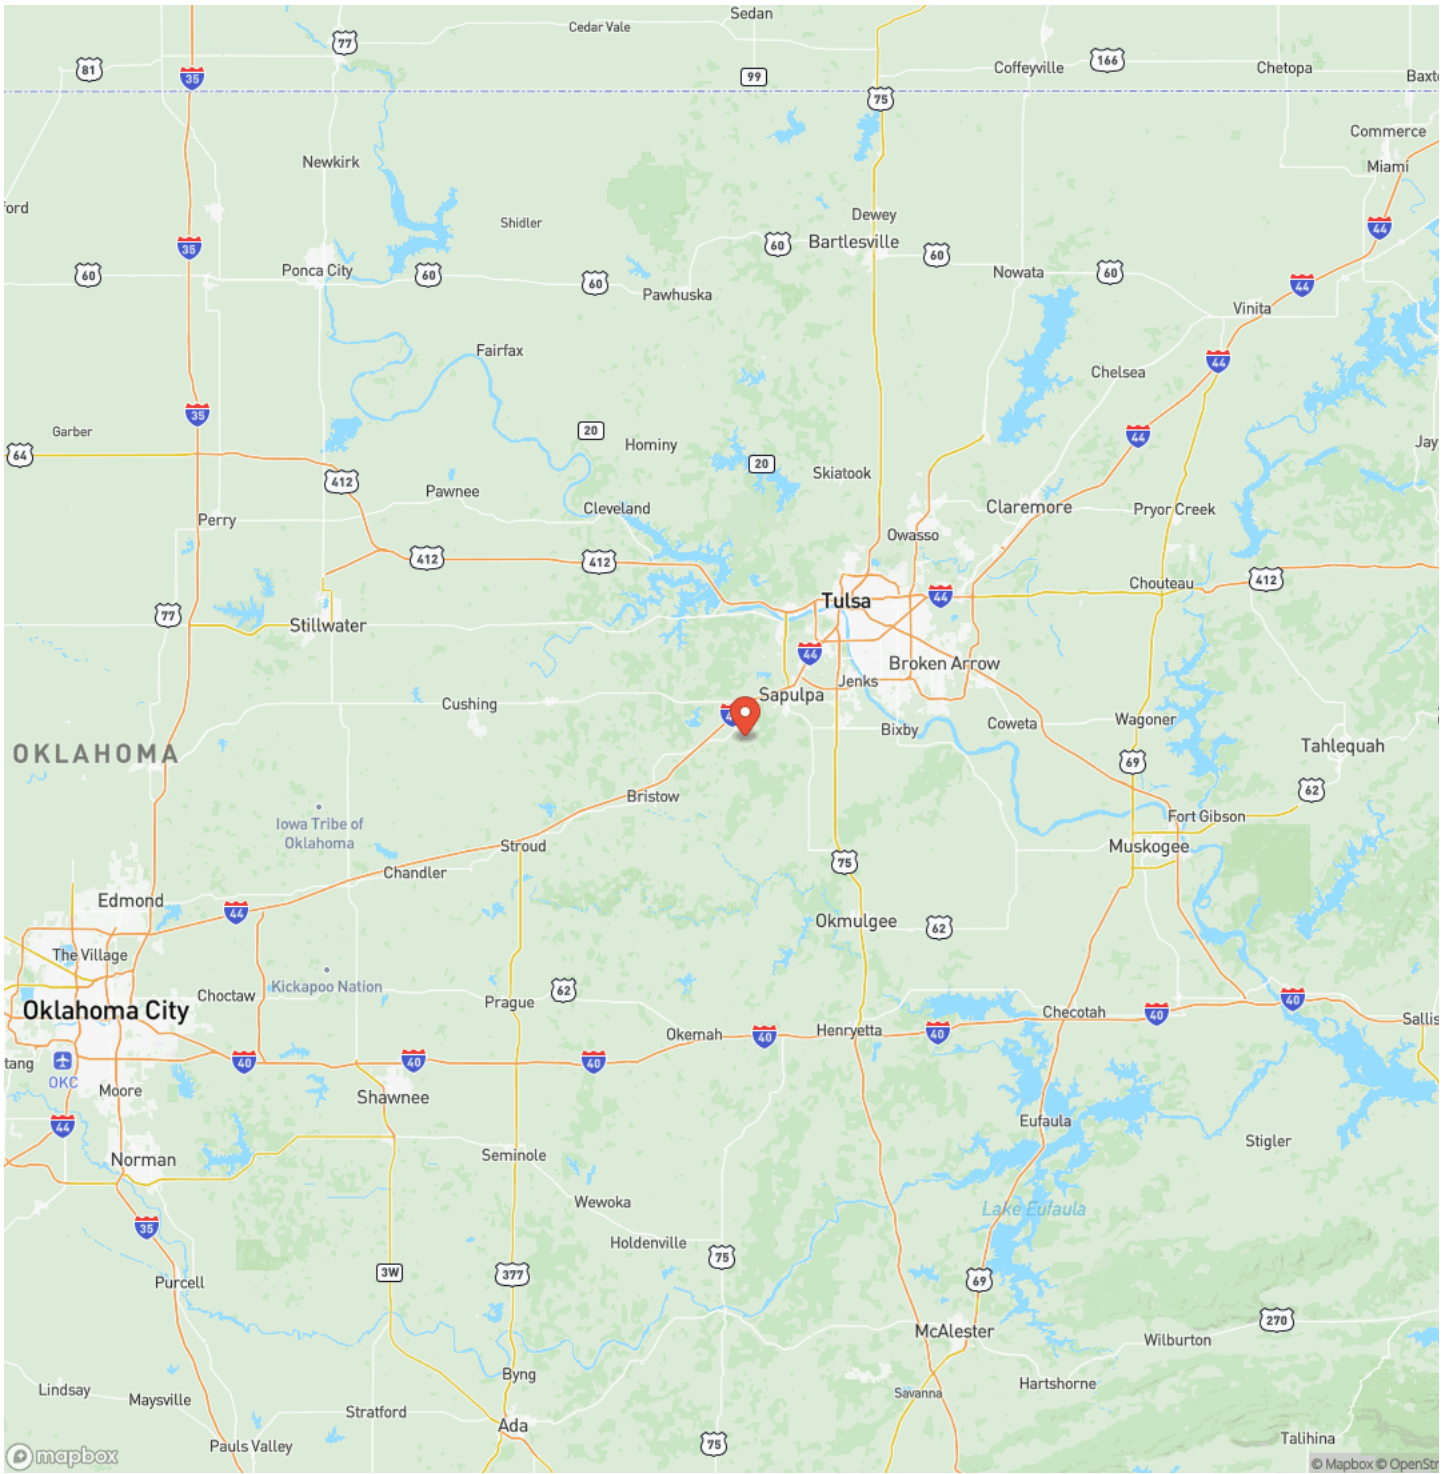 Sedan
Cedar Vale
77
81
35
99
166
Coffeyville
Chetopa
Baxt
75
Commerce
Miami
Newkirk
ford
Shidler
Dewey
Bartlesville
60
60
44
35
Ponca City
60
60
60
Pawhuska
Nowata
60
44
Vinita
Fairfax
44
Chelsea
35
Garber
20
Hominy
44
Jay
64
20
Skiatook
412
Pawnee
Cleveland
Claremore
Pryor Creek
Perry
Owasso
412
412
Chouteau
412
77
Tulsa
44
Stillwater
44
Broken Arrow
Jenks
Sapulpa
Cushing
4
Bixby
Coweta
Wagoner
OKLAHOMA
69
Tahlequah
62
Bristow
Iowa Tribe of
Oklahoma
Fort Gibson
Stroud
Muskogee
Chandler
75
Edmond
44
Okmulgee
62
The Village
Choctaw
Kickapoo Nation
62
Prague
Oklahoma City
Okemah
40
Henryetta
40
Checotah
40
40
Sallis
tang
OKC
40
40
40
Moore
Shawnee
44
Eufaula
Norman
Seminole
Stigler
Wewoka
Lake Eufaula
35
Holdenville
75
Purcell
3W
377
69
McAlester
270
Wilburton
Byng
Lindsay
Maysville
Savanna
Hartshorne
Stratford
Ada
Pauls Valley
75
Talihina
mapbox
© Mapbox © OpenStr